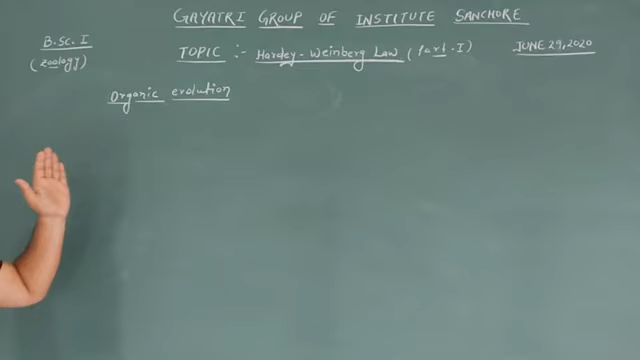 GAYATRI GROUP OF INSTITUTE SANCHORE
B.SC. I
(zoology)
TOPIC :- Hardey-Weinberg Law (Part-I)
JUNE 29, 2020
Organic evolution